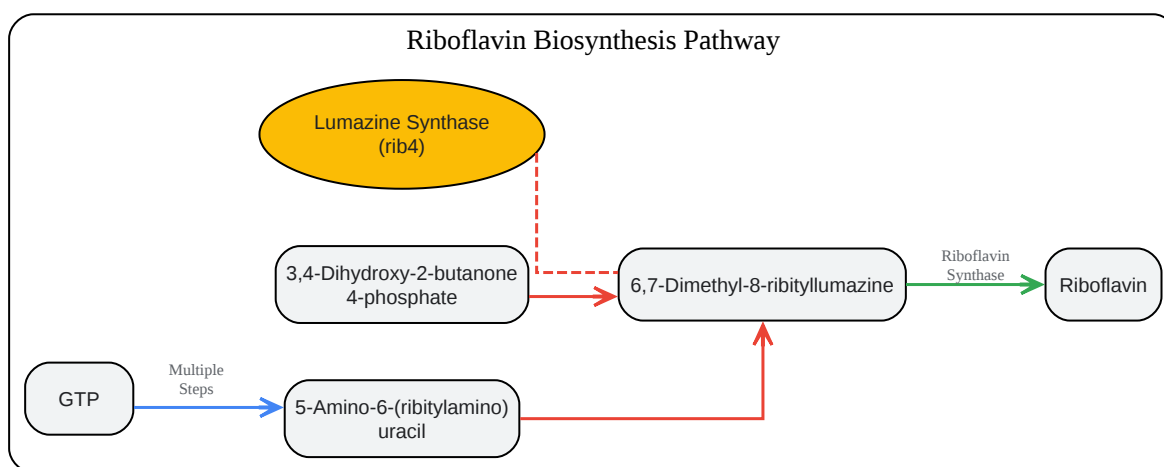 Riboflavin Biosynthesis Pathway
Lumazine Synthase
(rib4)
3,4-Dihydroxy-2-butanone
4-phosphate
6,7-Dimethyl-8-ribityllumazine
Riboflavin
Synthase
Riboflavin
GTP
Multiple
Steps
5-Amino-6-(ribitylamino)
uracil